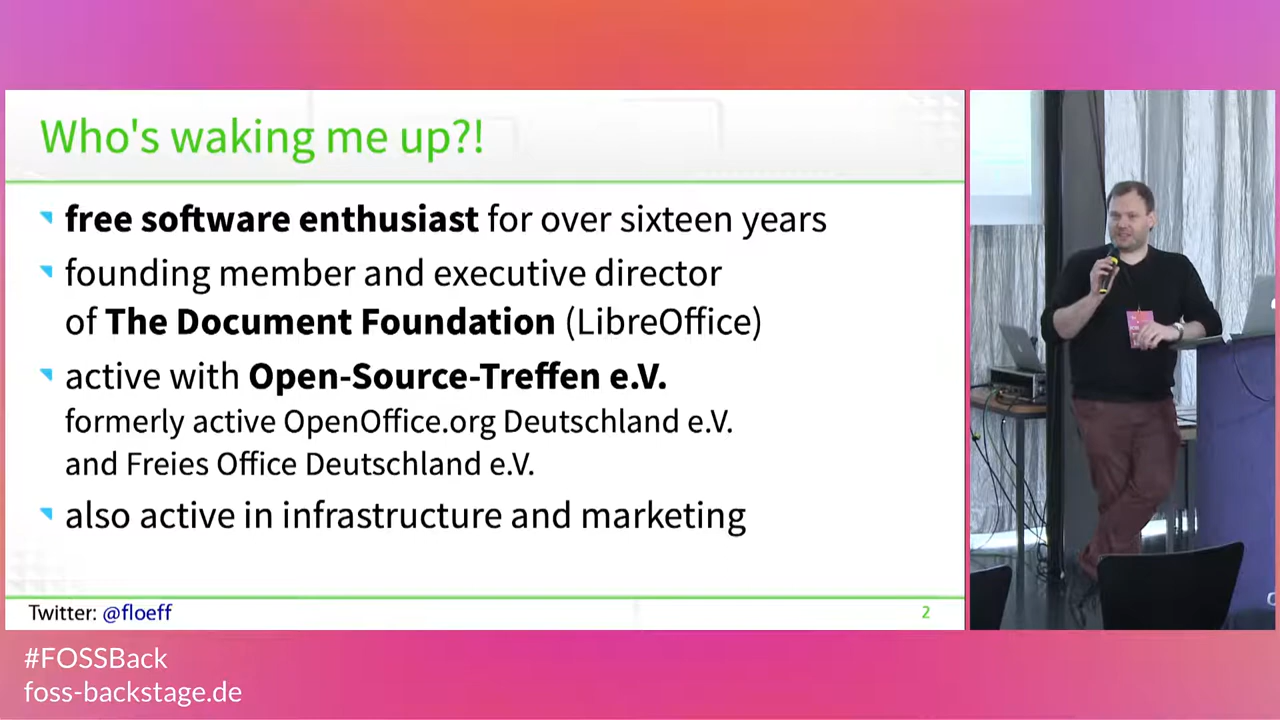 Who's waking me up?!
free software enthusiast for over sixteen years
founding member and executive director
of The Document Foundation (LibreOffice)
active with Open-Source-Treffen e.V.
formerly active OpenOffice.org Deutschland e.V.
and Freies Office Deutschland e.V.
also active in infrastructure and marketing
Twitter: @floeff
2
#FOSSBack
foss-backstage.de